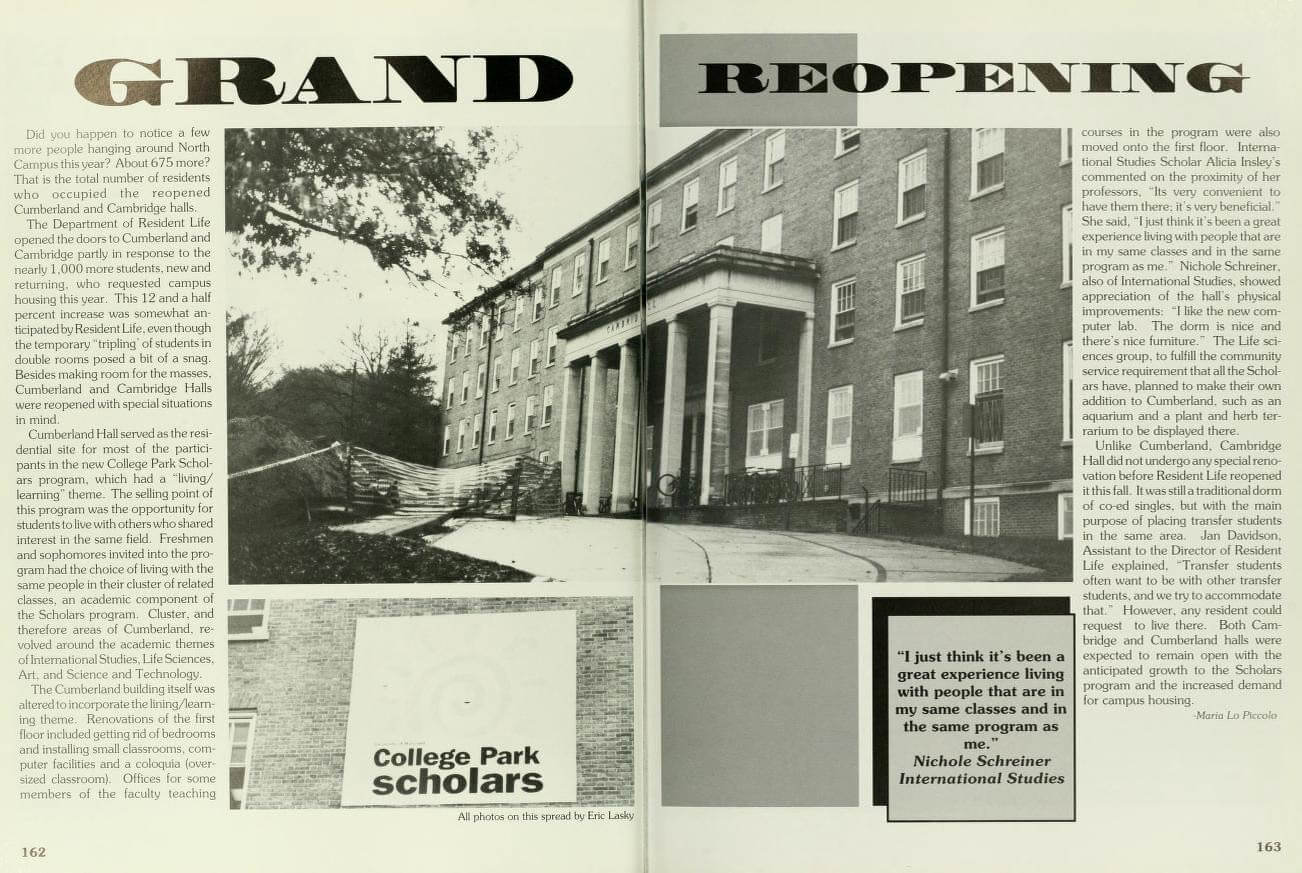 GRAND REOPENING
Did you happen to notice a few
more people hanging around North
Campus this year? About 675 more?
That is the total number of residents
who occupied the reopened
Cumberland and Cambridge halls.
The Department of Resident Life
opened the doors to Cumberland and
Cambridge partly in response to the
nearly 1,000 more students, new and
returning, who requested campus
housing this year. This 12 and a half
percent increase was somewhat an-
ticipated by Resident Life, even though
the temporary "tripling' of students in
double rooms posed a bit of a snag.
Besides making room for the masses,
Cumberland and Cambridge Halls
were reopened with special situations
in mind.
Cumberland Hall served as the resi-
dential site for most of the partici-
pants in the new College Park Schol-
ars program, which had a "living/
learning" theme. The selling point of
this program was the opportunity for
students to live with others who shared
interest in the same field. Freshmen
and sophomores invited into the pro-
gram had the choice of living with the
same people in their cluster of related
classes, an academic component of
the Scholars program. Cluster, and
therefore areas of Cumberland, re-
volved around the academic themes
of International Studies, Life Sciences,
Art, and Science and Technology.
The Cumberland building itself was
altered to incorporate the lining/learn-
ing theme. Renovations of the first
floor included getting rid of bedrooms
and installing small classrooms, com-
puter facilities and a coloquia (over-
sized classroom). Offices for some
members of the faculty teaching
College Park
scholars
All photos on this spread by Eric Lasky
162
courses in the program were also
moved onto the first floor. Interna-
tional Studies Scholar Alicia Insley's
commented on the proximity of her
professors, "Its very convenient to
have them there; it's very beneficial."
She said, "I just think it's been a great
experience living with people that are
in my same classes and in the same
program as me." Nichole Schreiner,
also of International Studies, showed
appreciation of the hall's physical
improvements: "I like the new com-
puter lab. The dorm is nice and
there's nice furniture." The Life sci-
ences group, to fulfill the community
service requirement that all the Schol-
ars have, planned to make their own
addition to Cumberland, such as an
aquarium and a plant and herb ter-
rarium to be displayed there.
Unlike Cumberland, Cambridge
Hall did not undergo any special reno-
vation before Resident Life reopened
it this fall. It was still a traditional dorm
of co-ed singles, but with the main
purpose of placing transfer students
in the same area. Jan Davidson,
Assistant to the Director of Resident
Life explained, "Transfer students
often want to be with other transfer
students, and we try to accommodate
that." However, any resident could
request to live there. Both Cam-
bridge and Cumberland halls were
expected to remain open with the
anticipated growth to the Scholars
program and the increased demand
for campus housing.
-Maria Lo Piccolo
"I just think it's been a
great experience living
with people that are in
my same classes and in
the same program as
me."
Nichole Schreiner
International Studies
163